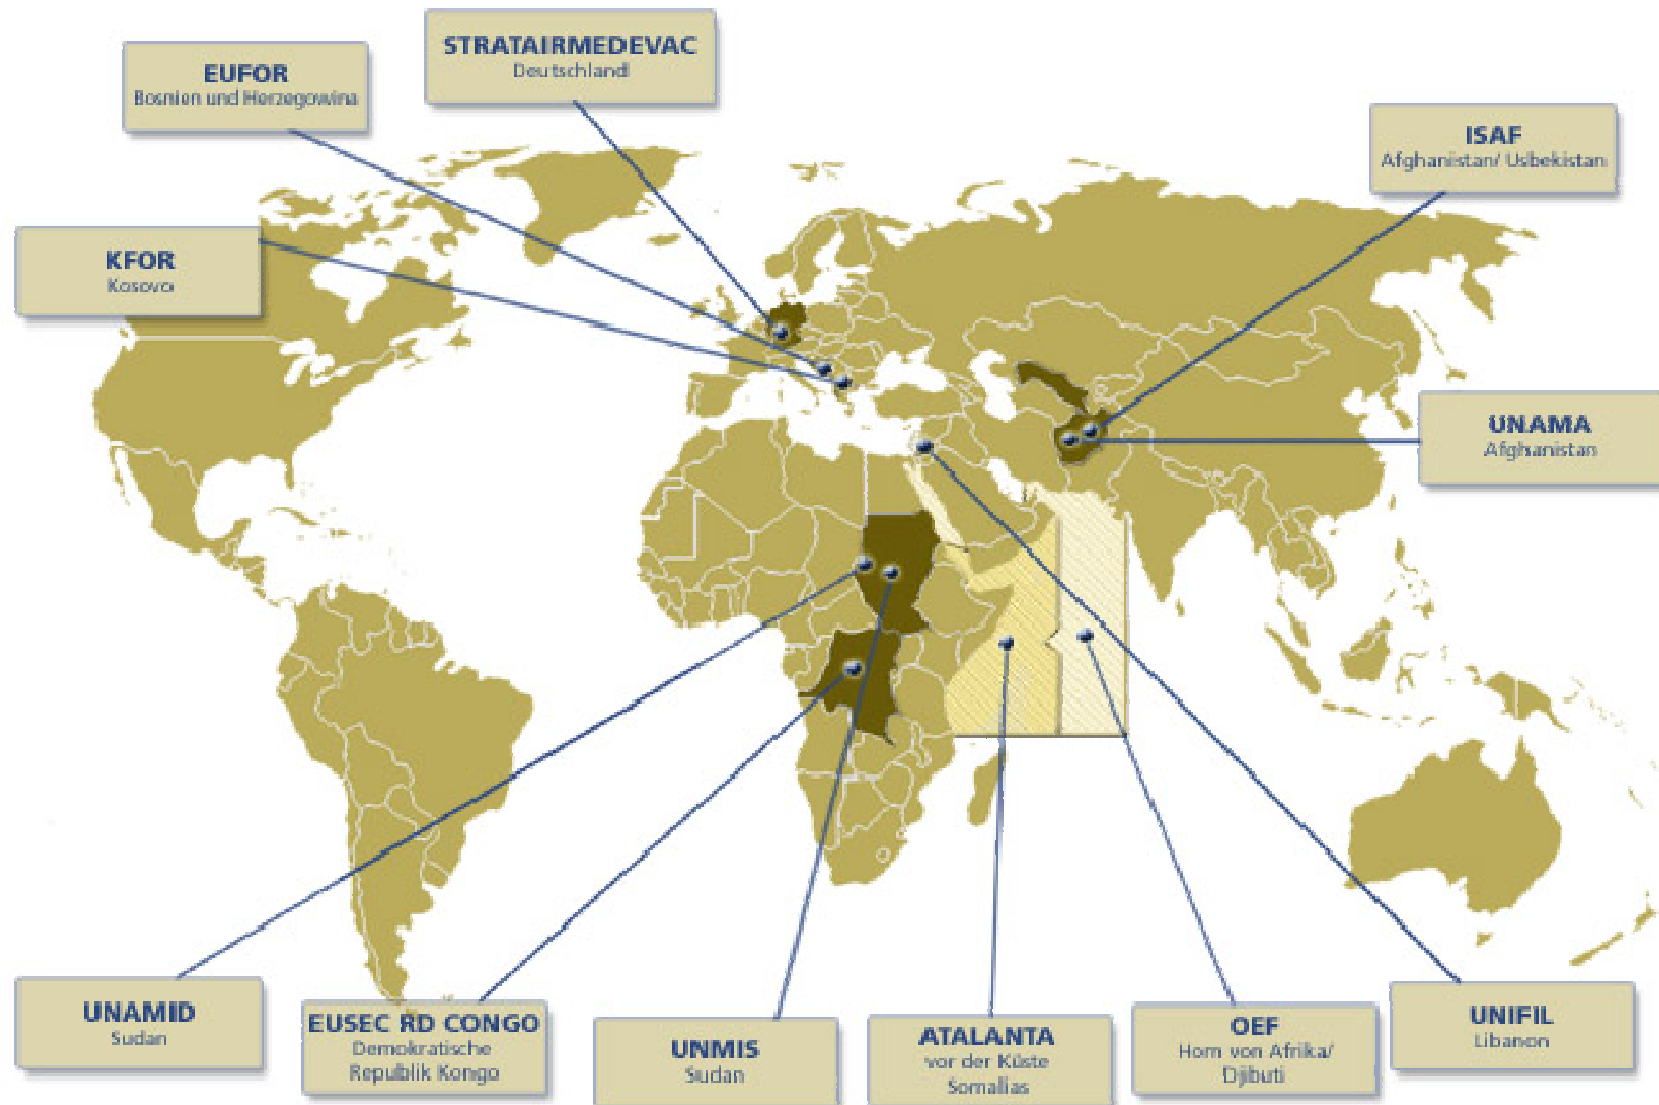 STRATAIRMEDEVAC
Deutschland
EUFOR
Bosnien und Herzegowina
ISAF
Afghanistan/ Usbekistan
KFOR
Kosovo
UNAMA
Afghanistan
UNAMID
Sudan
EUSEC RD CONGO
Demokratische
Republik Kongo
UNMIS
Sudan
ATALANTA
vor der Küste
Somalias
OEF
Horn von Afrika/
Djibuti
UNIFIL
Libanon